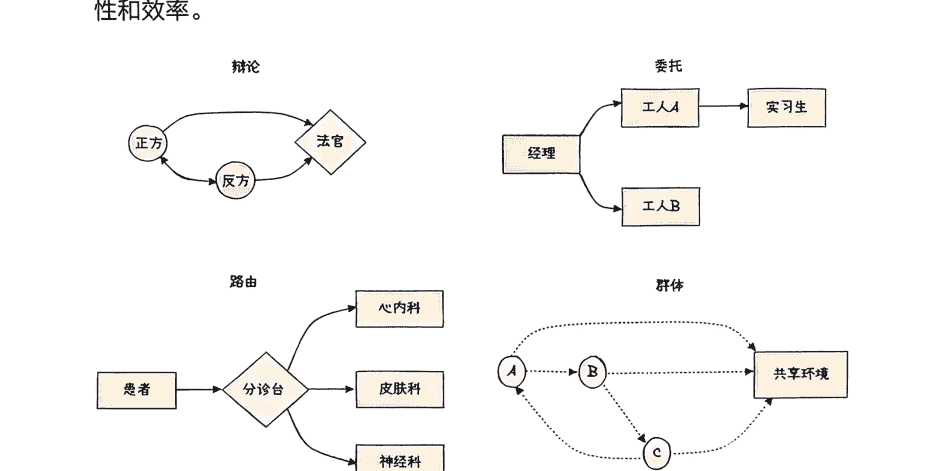 性和效率。
辩论
正方
反方
法官
委托
经理
工人A
实习生
工人B
路由
患者
分诊台
心内科
皮肤科
神经科
群体
A
B
C
共享环境